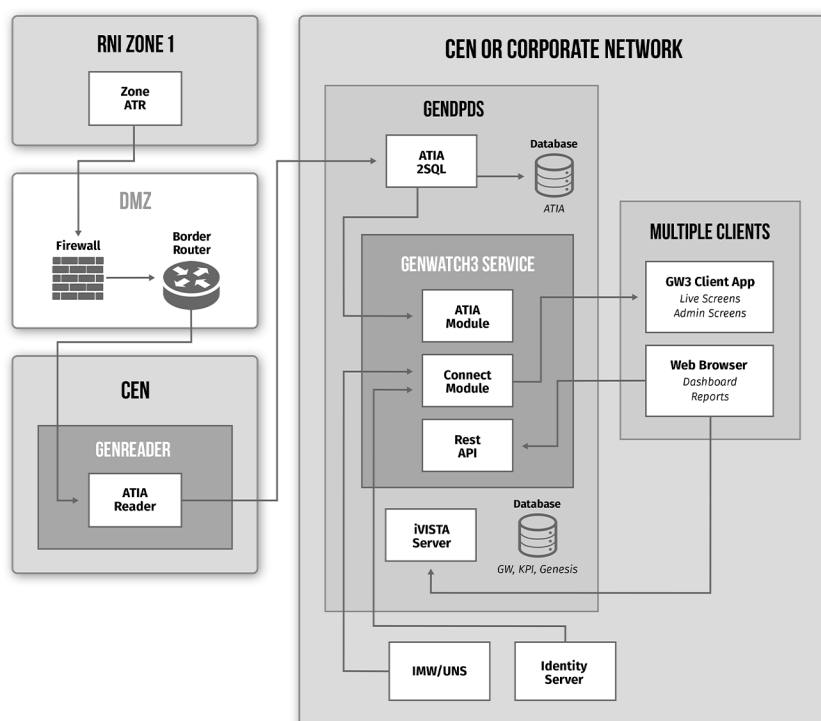 RNI ZONE 1
Zone
ATR
DMZ
Firewall
Border
Router
CEN
GENREADER
ATIA
Reader
CEN OR CORPORATE NETWORK
GENDPDS
ATIA
2SQL
Database
ATIA
GENWATCH3 SERVICE
ATIA
Module
Connect
Module
Rest
API
iVISTA
Server
Database
GW, KPI, Genesis
MULTIPLE CLIENTS
GW3 Client App
Live Screens
Admin Screens
Web Browser
Dashboard
Reports
IMW/UNS
Identity
Server